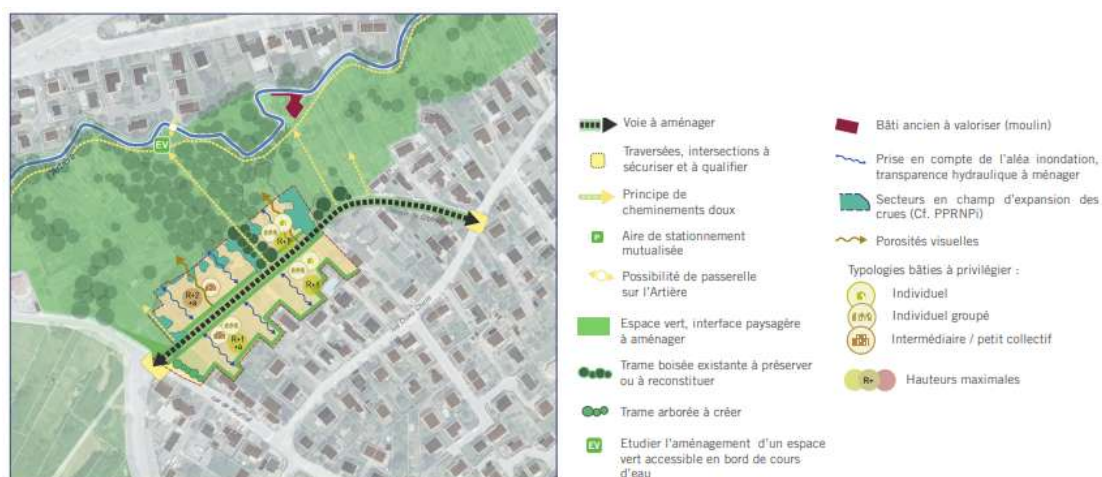 Voie à aménager
Traversées, intersections à
sécuriser et à qualifier
Principe de
cheminements doux
P
Aire de stationnement
mutualisée
Possibilité de passerelle
sur l'Artière
Espace vert, interface paysagère
à aménager
Trame boisée existante à préserver
ou à reconstituer
Trame arborée à créer
EV
Etudier l'aménagement d'un espace
vert accessible en bord de cours
d'eau
Bâti ancien à valoriser (moulin)
Prise en compte de l'aléa inondation,
transparence hydraulique à ménager
Secteurs en champ d'expansion des
crues (Cf. PPRNPi)
Porosités visuelles
Typologies bâties à privilégier :
Individuel
Individuel groupé
Intermédiaire / petit collectif
R+
Hauteurs maximales
EV
R+1
R+2
+a
R+1
R+1
+a